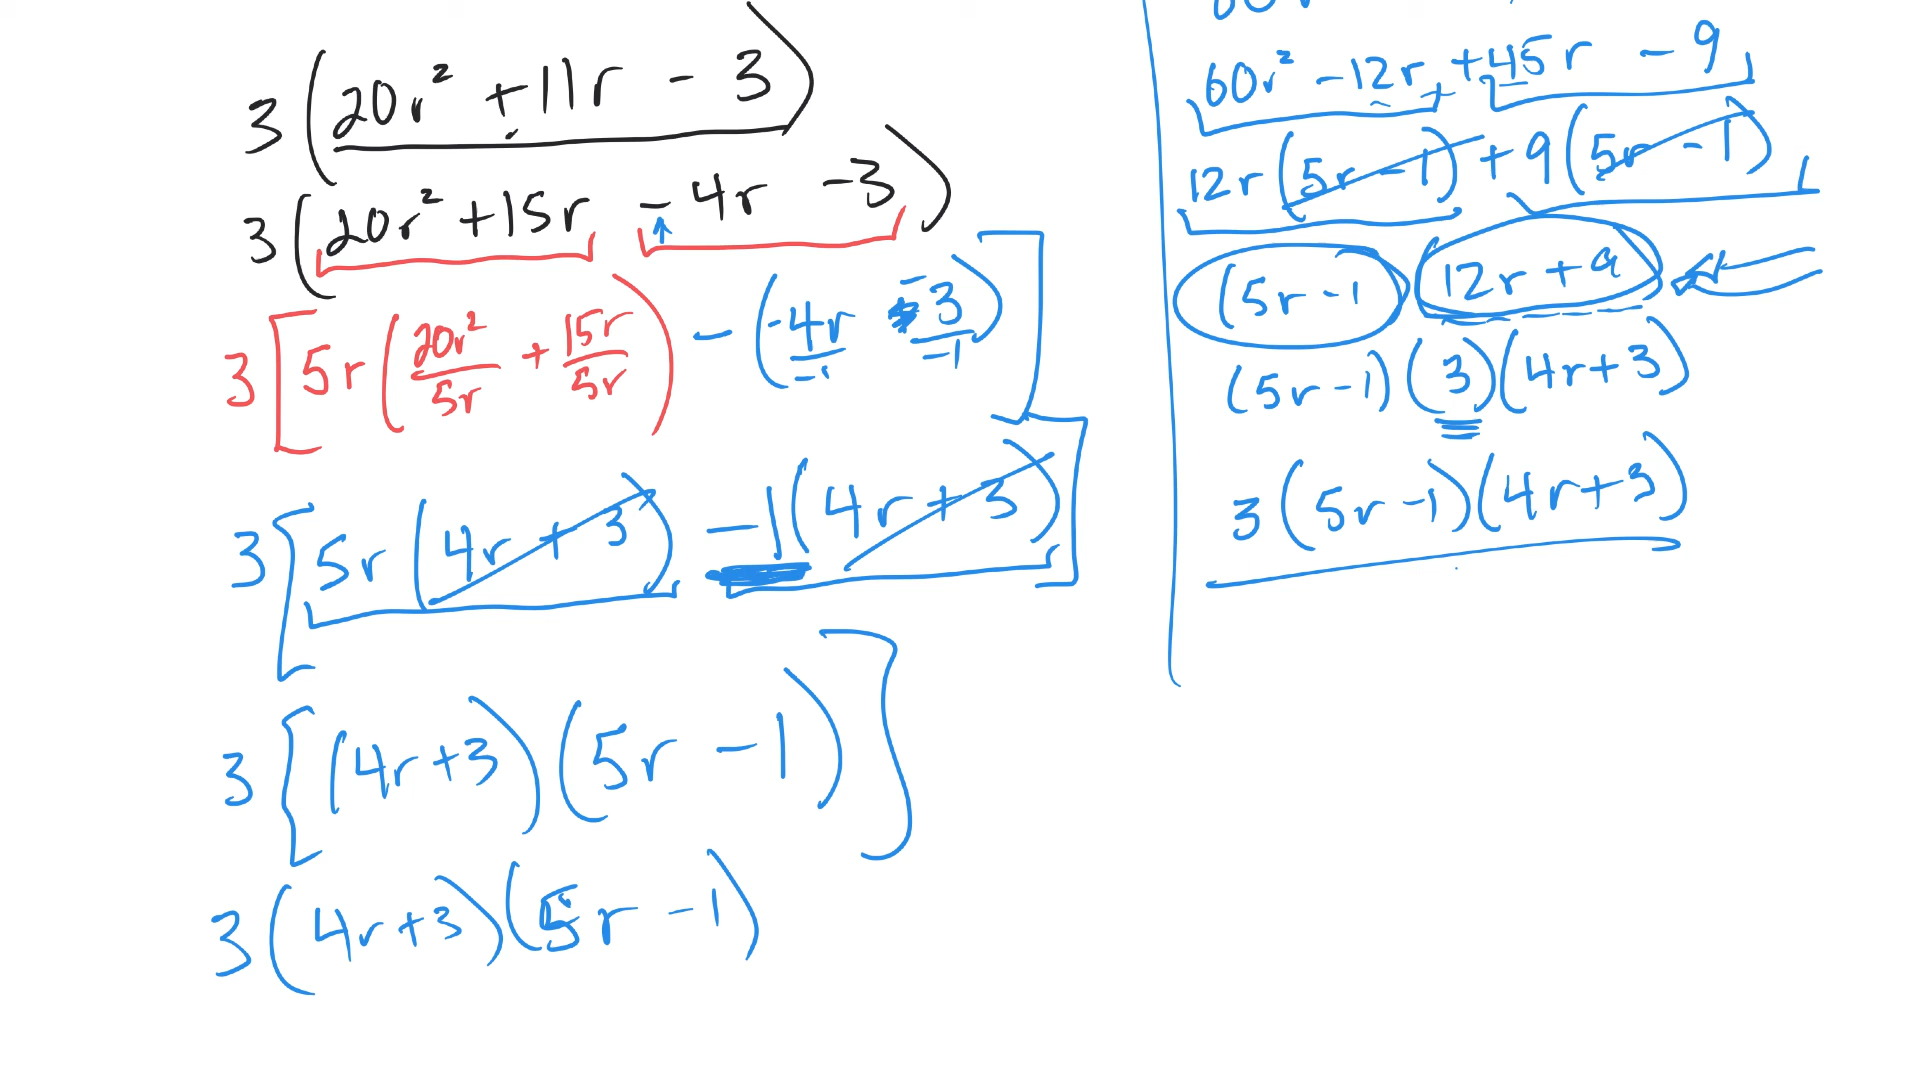 3(20r² + 11r - 3)
3(20r² + 15r - 4r - 3)
3[5r(20r²/5r + 15r/5r) - (-4r/-1 - 3/-1)]
3[5r(4r + 3) - 1(4r + 3)]
3[(4r + 3)(5r - 1)]
3(4r + 3)(5r - 1)
60r² - 12r + 45r - 9
12r(5r - 1) + 9(5r - 1)
(5r - 1)(12r + 9)
(5r - 1)(3)(4r + 3)
3(5r - 1)(4r + 3)